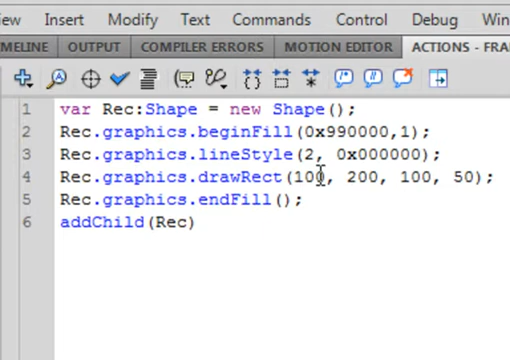 iew Insert Modify Text Commands Control Debug Win
IMELINE OUTPUT COMPILER ERRORS MOTION EDITOR ACTIONS - FRA
1 var Rec:Shape = new Shape();
2 Rec.graphics.beginFill(0x990000,1);
3 Rec.graphics.lineStyle(2, 0x000000);
4 Rec.graphics.drawRect(100, 200, 100, 50);
5 Rec.graphics.endFill();
6 addChild(Rec)